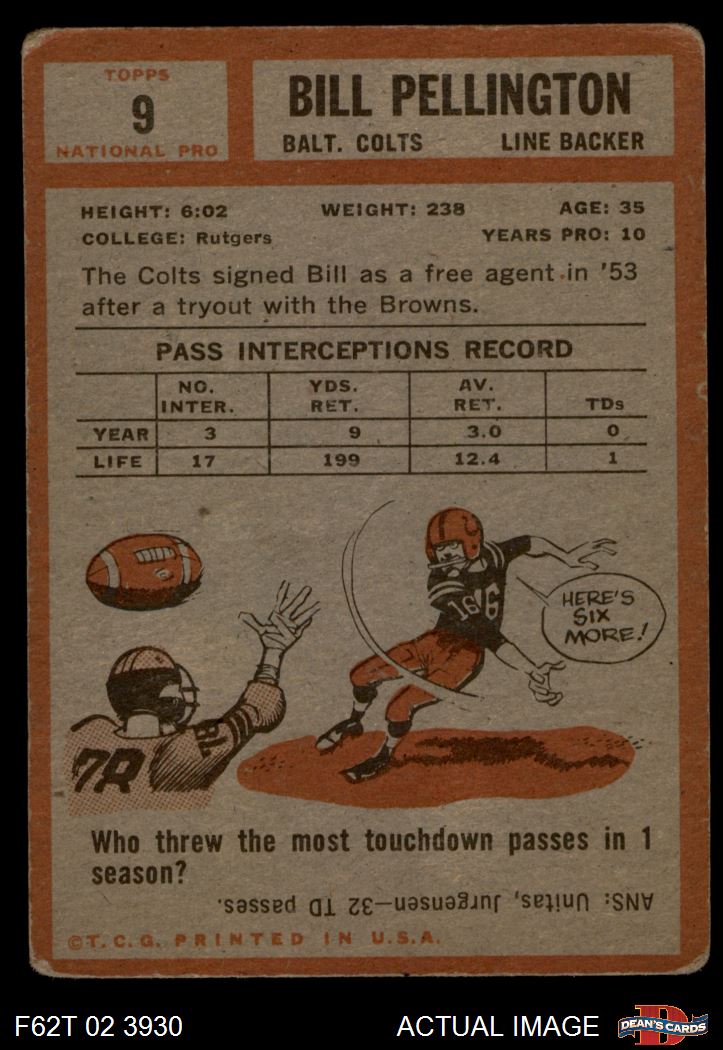 TOPPS
9
NATIONAL PRO
BILL PELLINGTON
BALT. COLTS LINE BACKER
HEIGHT: 6:02 WEIGHT: 238 AGE: 35
COLLEGE: Rutgers YEARS PRO: 10
The Colts signed Bill as a free agent in '53
after a tryout with the Browns.
PASS INTERCEPTIONS RECORD
NO. YDS. AV.
INTER. RET. RET. TDs
YEAR 3 9 3.0 0
LIFE 17 199 12.4 1
16 6
HERE'S
SIX
MORE!
78
78
Who threw the most touchdown passes in 1
season?
ANS: Unitas, Jurgensen—32 TD passes.
©T.C.G. PRINTED IN U.S.A.
F62T 02 3930 ACTUAL IMAGE DEAN'S CARDS